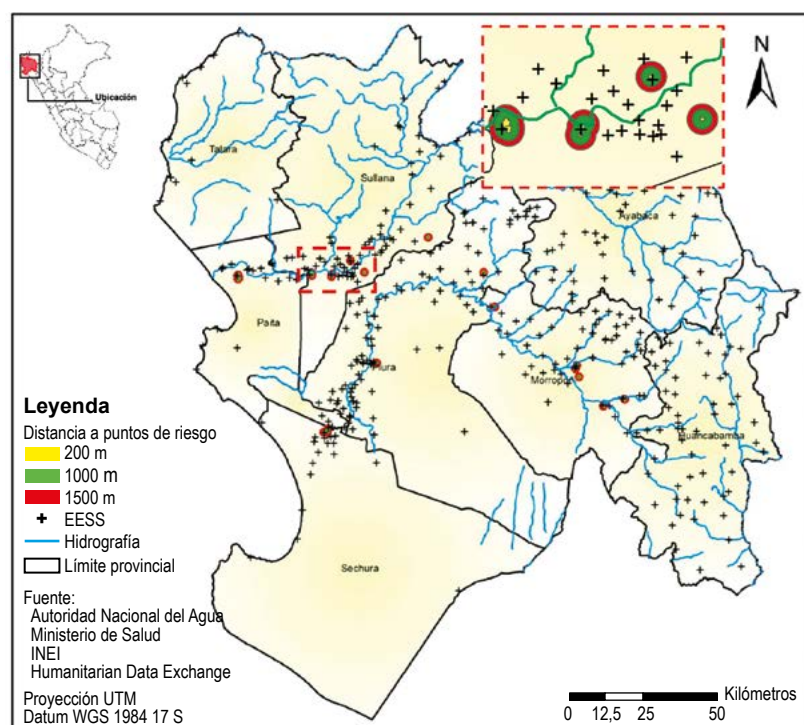 Ubicación
N
Talara
Sullana
Ayabaca
Paita
Piura
Morropón
Huancabamba
Sechura
Leyenda
Distancia a puntos de riesgo
200 m
1000 m
1500 m
EESS
Hidrografía
Límite provincial
Fuente:
Autoridad Nacional del Agua
Ministerio de Salud
INEI
Humanitarian Data Exchange
Proyección UTM
Datum WGS 1984 17 S
Kilómetros
0 12,5 25 50